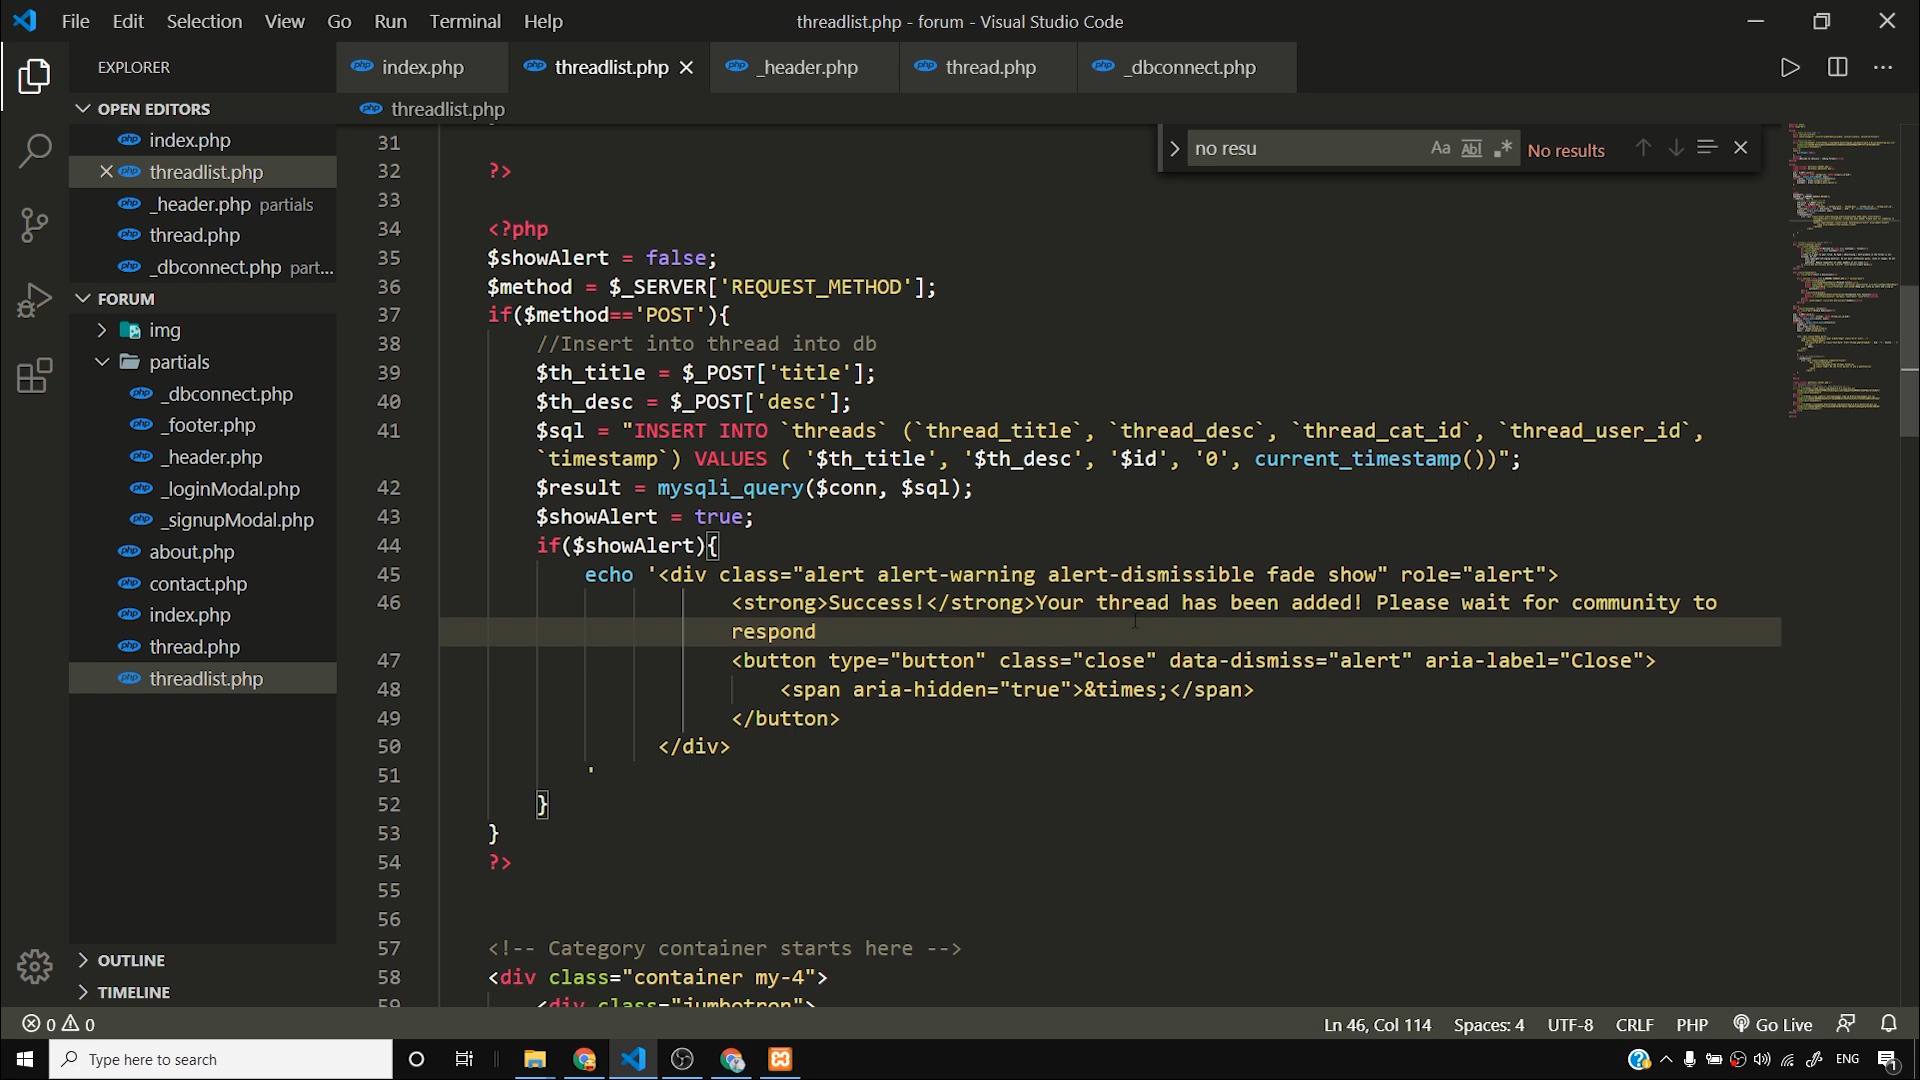 File Edit Selection View Go Run Terminal Help
threadlist.php - forum - Visual Studio Code
EXPLORER
index.php
threadlist.php
_header.php
thread.php
_dbconnect.php
OPEN EDITORS
index.php
threadlist.php
_header.php partials
thread.php
_dbconnect.php part...
FORUM
img
partials
_dbconnect.php
_footer.php
_header.php
_loginModal.php
_signupModal.php
about.php
contact.php
index.php
thread.php
threadlist.php
OUTLINE
TIMELINE
threadlist.php
no resu
Aa Abl .* No results
31
32 ?>
33
34 <?php
35 $showAlert = false;
36 $method = $_SERVER['REQUEST_METHOD'];
37 if($method=='POST'){
38 //Insert into thread into db
39 $th_title = $_POST['title'];
40 $th_desc = $_POST['desc'];
41 $sql = "INSERT INTO `threads` (`thread_title`, `thread_desc`, `thread_cat_id`, `thread_user_id`,
`timestamp`) VALUES ( '$th_title', '$th_desc', '$id', '0', current_timestamp())";
42 $result = mysqli_query($conn, $sql);
43 $showAlert = true;
44 if($showAlert){
45 echo '<div class="alert alert-warning alert-dismissible fade show" role="alert">
46 <strong>Success!</strong>Your thread has been added! Please wait for community to
respond
47 <button type="button" class="close" data-dismiss="alert" aria-label="Close">
48 <span aria-hidden="true">&times;</span>
49 </button>
50 </div>
51 '
52 }
53 }
54 ?>
55
56
57 <!-- Category container starts here -->
58 <div class="container my-4">
59 <div class="jumbotron">
0 0
Ln 46, Col 114 Spaces: 4 UTF-8 CRLF PHP Go Live
Type here to search
ENG
1